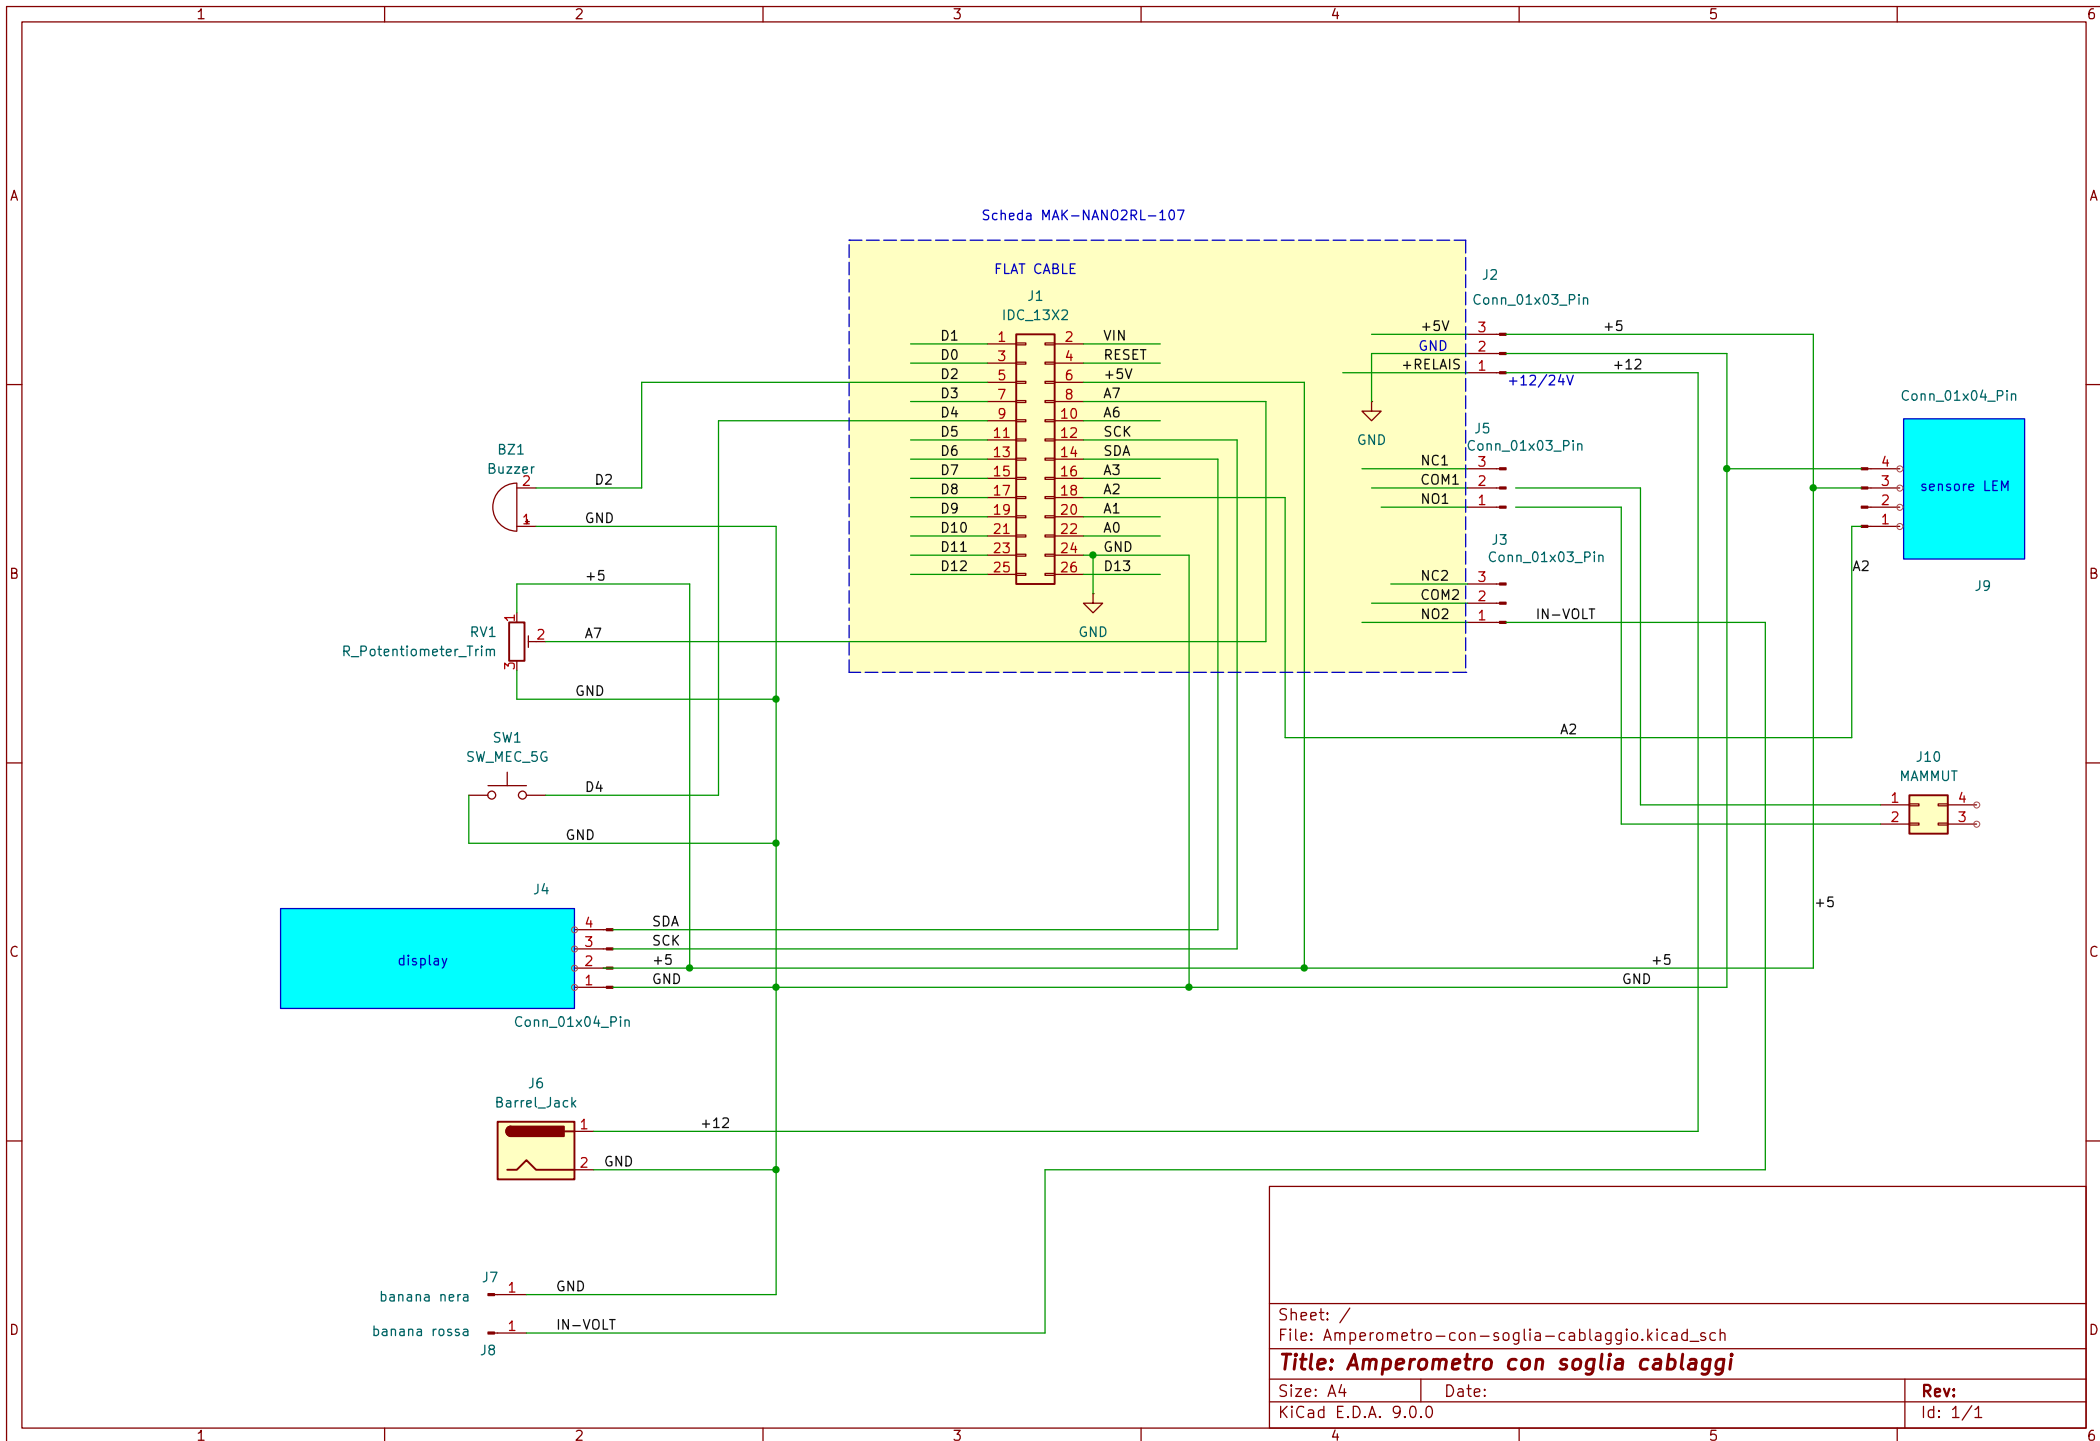 1 2 3 4 5 6
A A
B B
C C
D D
1 2 3 4 5 6
Scheda MAK-NANO2RL-107
FLAT CABLE
J1
IDC_13X2
D1 1 2 VIN
D0 3 4 RESET
D2 5 6 +5V
D3 7 8 A7
D4 9 10 A6
D5 11 12 SCK
D6 13 14 SDA
D7 15 16 A3
D8 17 18 A2
D9 19 20 A1
D10 21 22 A0
D11 23 24 GND
D12 25 26 D13
GND
J2
Conn_01x03_Pin
+5V 3 +5
GND 2
+RELAIS 1 +12
+12/24V
GND
J5
Conn_01x03_Pin
NC1 3
COM1 2
NO1 1
J3
Conn_01x03_Pin
NC2 3
COM2 2
NO2 1 IN-VOLT
Conn_01x04_Pin
4
3
2
1
sensore LEM
A2
J9
A2
J10
MAMMUT
1 4
2 3
+5
+5
GND
BZ1
Buzzer
2 D2
1 GND
+5
1
RV1
R_Potentiometer_Trim
2 A7
3
GND
SW1
SW_MEC_5G
D4
GND
J4
display
4 SDA
3 SCK
2 +5
1 GND
Conn_01x04_Pin
J6
Barrel_Jack
1 +12
2 GND
J7
banana nera 1 GND
banana rossa 1 IN-VOLT
J8
Sheet: /
File: Amperometro-con-soglia-cablaggio.kicad_sch
Title: Amperometro con soglia cablaggi
Size: A4 Date: Rev:
KiCad E.D.A. 9.0.0 Id: 1/1